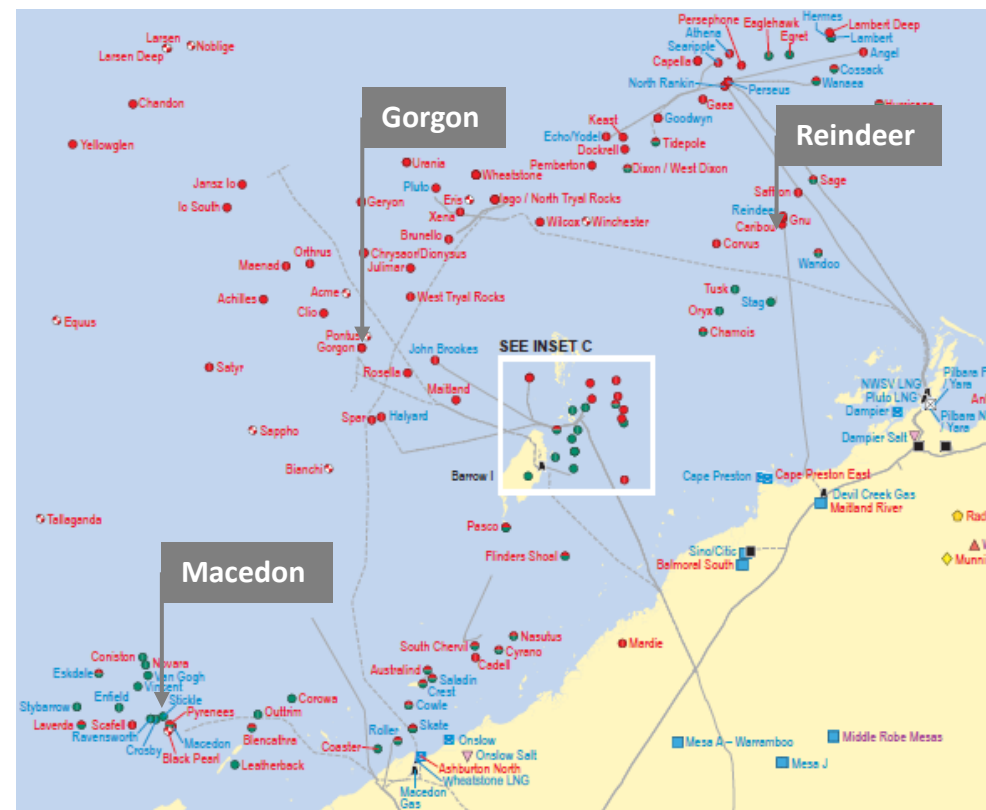 Larsen
Larsen Deep
Noblige
Chandon
Yellowglen
Persephone
Eaglehawk
Hermes
Lambert Deep
Athena
Egret
Lambert
Searipple
Angel
Capella
Cossack
North Rankin
Perseus
Wanaea
Gorgon
Gaea
Reindeer
Keast
Goodwyn
Echo/Yodel
Dockrell
Tidepole
Urania
Pemberton
Dixon / West Dixon
Wheatstone
Jansz Io
Pluto
Eris
Iago / North Tryal Rocks
Saffron
Sage
Io South
Geryon
Xena
Wilcox
Winchester
Caribou
Gnu
Brunello
Corvus
Orthrus
Chrysaor/Dionysus
Wandoo
Maenad
Julimar
Achilles
Acme
West Tryal Rocks
Tusk
Stag
Clio
Oryx
Equus
Pontus
Chamois
Gorgon
John Brookes
SEE INSET C
Satyr
Rosella
Maitland
NWSV LNG
Pluto LNG
Dampier
Spar
Halyard
Sappho
Dampier Salt
Bianchi
Barrow I
Cape Preston
Cape Preston East
Devil Creek Gas
Maitland River
Tallaganda
Pasco
Flinders Shoal
Sino/Citic
Balmoral South
Macedon
Nasutus
South Chervil
Cyrano
Mardie
Coniston
Novara
Cadell
Eskdale
Van Gogh
Australind
Saladin
Vincent
Crest
Stybarrow
Enfield
Stickle
Corowa
Cowle
Laverda
Scafell
Pyrenees
Outtrim
Roller
Skate
Ravensworth
Macedon
Blencathra
Onslow
Mesa A – Warramboo
Middle Robe Mesas
Crosby
Black Pearl
Coaster
Onslow Salt
Leatherback
Ashburton North
Mesa J
Wheatstone LNG
Macedon
Gas